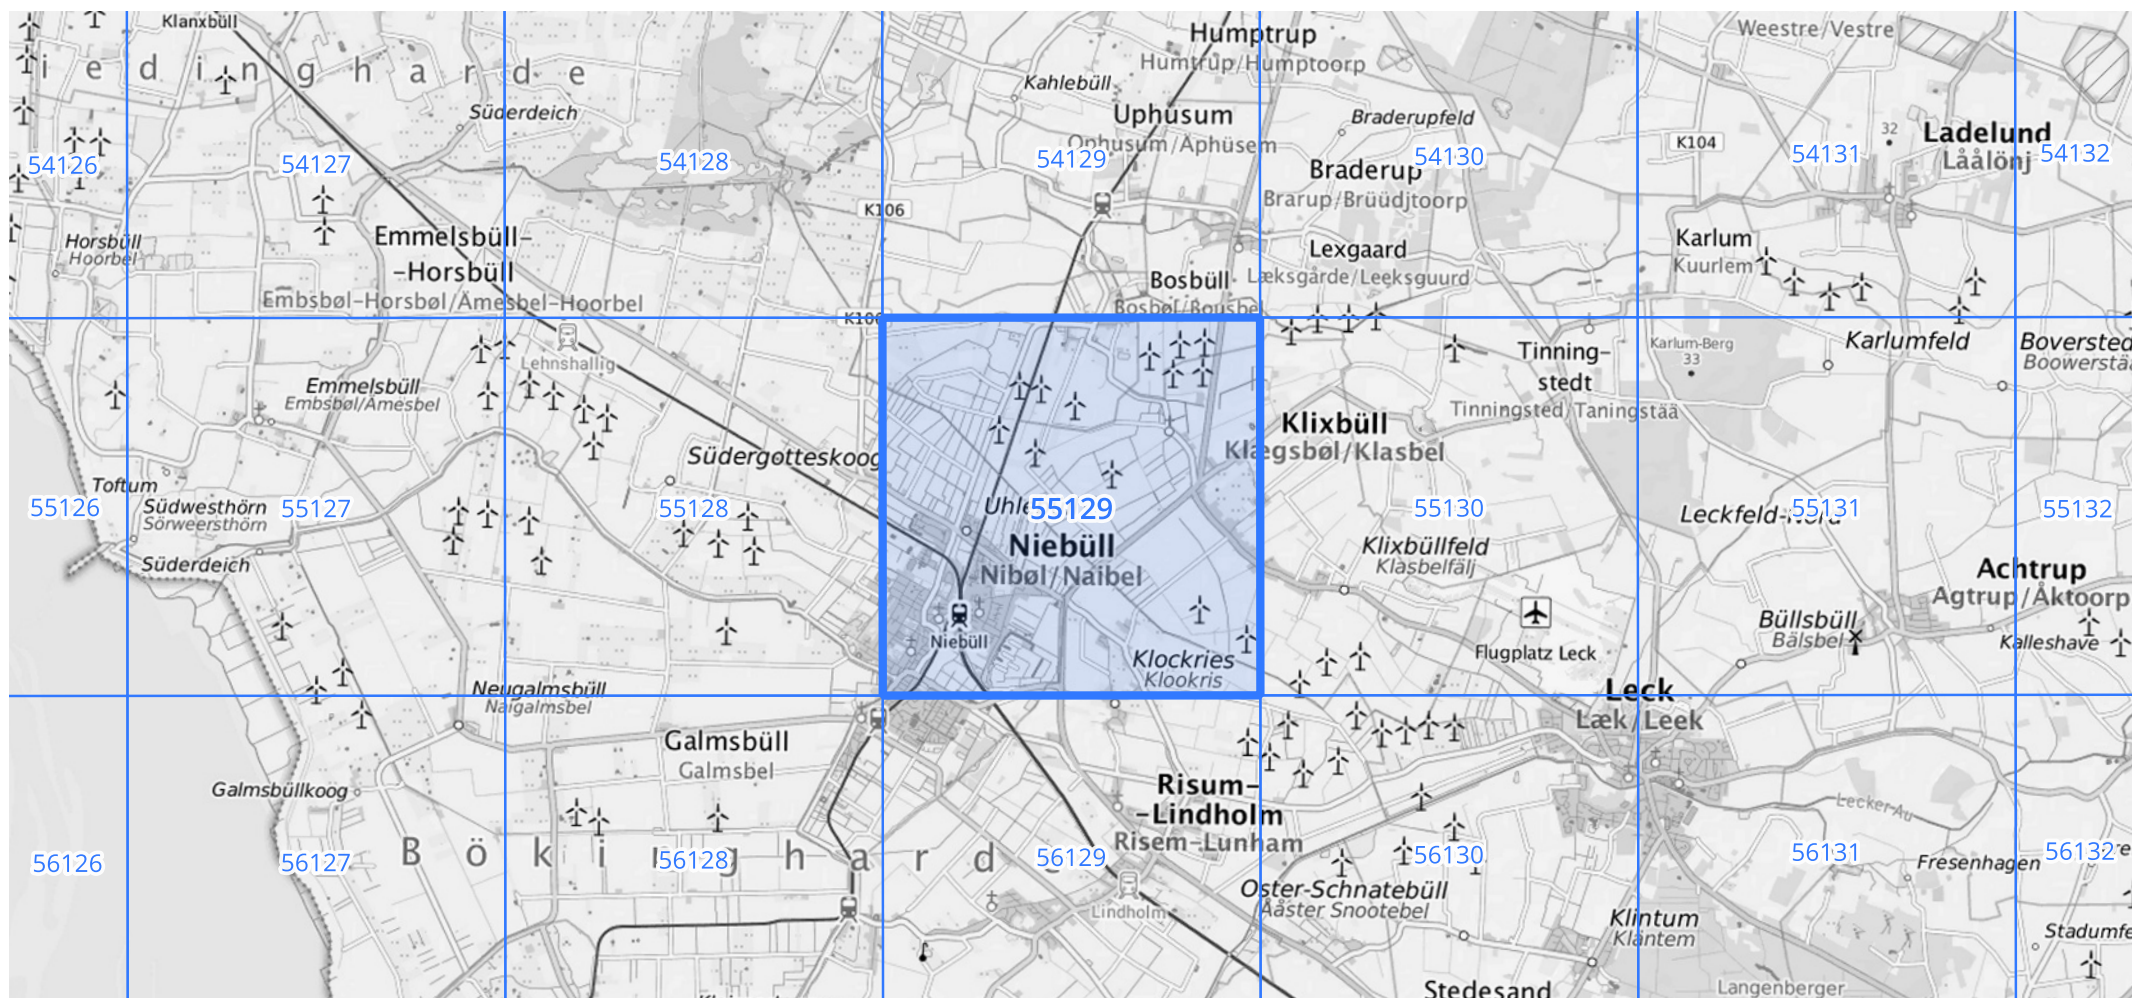 Klanxbüll
Humptrup
Weestre/Vestre
Humtrup/Humptoorp
i e d i n g h a r d e
Kahlebüll
Süderdeich
Uphusum
Braderupfeld
32
Ladelund
K104
Ophusum/Aphüsem
54126
54127
54128
54129
54130
54131
54132
Låålönj
Braderup
Brarup/Brüüdjtoorp
K106
Horsbüll
Hoorbel
Emmelsbüll-
-Horsbüll
Karlum
Kuurlem
Lexgaard
Læksgårde/Leeksguurd
Bosbüll
Bosbøl/Bousbel
Embsbøl-Horsbøl/Ämesbel-Hoorbel
K106
Lehnshallig
Karlum-Berg
33
Karlumfeld
Boversted
Boowerstää
Tinning-
stedt
Tinningsted/Taningstää
Emmelsbüll
Embsbøl/Ämesbel
Klixbüll
Klægsbøl/Klasbel
Südergotteskoog
Toftum
Südwesthörn
Sörweersthörn
55126
55127
55128
Uhle
55129
55130
Leckfeld-Nord
55131
55132
Niebüll
Nibøl/Naibel
Klixbüllfeld
Klasbelfälj
Süderdeich
Achtrup
Agtrup/Åktoorp
Büllsbüll
Bälsbel
Kalleshave
Niebüll
Flugplatz Leck
Klockries
Klookris
Neugalmsbüll
Naigalmsbel
Leck
Læk/Leek
Galmsbüll
Galmsbel
Galmsbüllkoog
Risum-
-Lindholm
Risem-Lunham
Lecker Au
B ö k i n g h a r d e
56126
56127
56128
56129
56130
56131
56132
Fresenhagen
Oster-Schnatebüll
Ååster Snootebel
Lindholm
Klintum
Klantem
Stadumfe
Stedesand
Langenberger